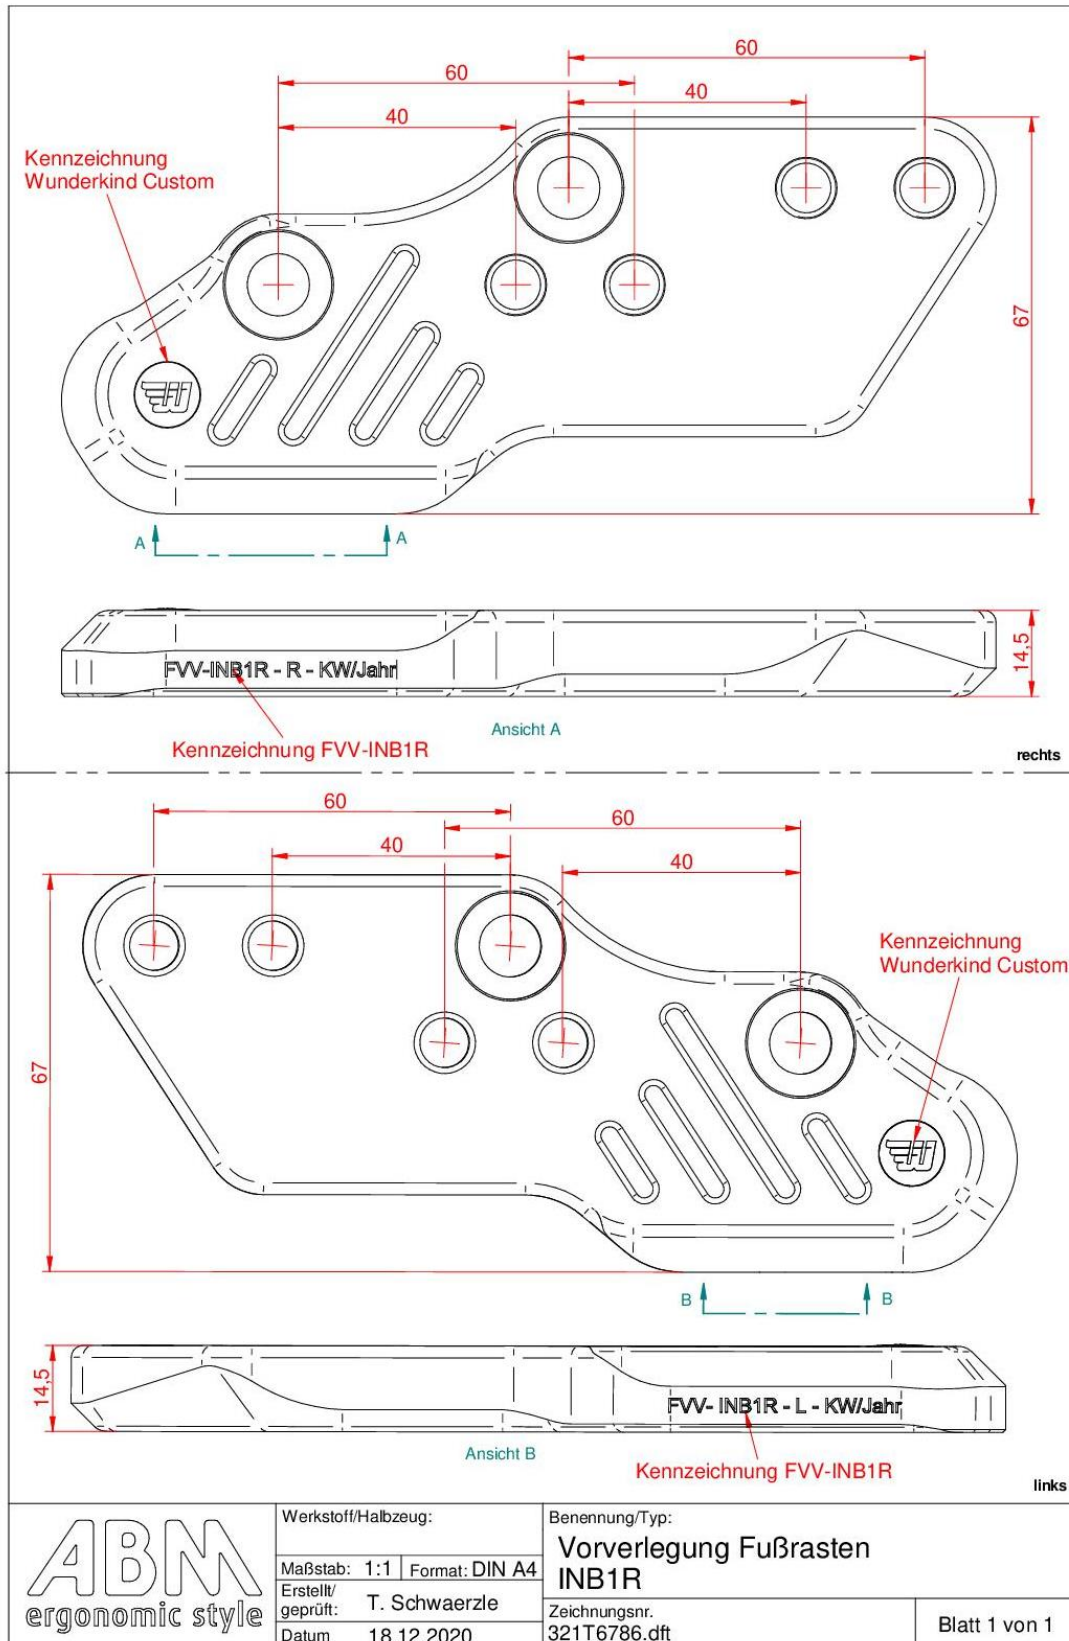 60
60
40
40
Kennzeichnung
Wunderkind Custom
67
A
A
14,5
FVV-INB1R - R - KW/Jahr
Ansicht A
Kennzeichnung FVV-INB1R
rechts
60
60
40
40
Kennzeichnung
Wunderkind Custom
67
B
B
14,5
FVV- INB1R - L - KW/Jahr
Ansicht B
Kennzeichnung FVV-INB1R
links
ABM
ergonomic style
Werkstoff/Halbzeug:
Maßstab: 1:1 Format: DIN A4
Erstellt/
geprüft: T. Schwaerzle
Datum 18.12.2020
Benennung/Typ:
Vorverlegung Fußrasten
INB1R
Zeichnungsnr.
321T6786.dft
Blatt 1 von 1